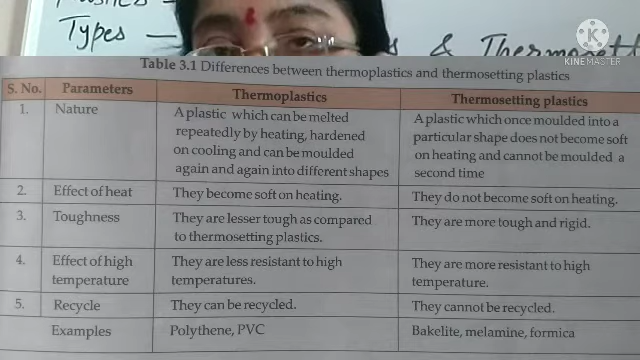 Types — & Thermosett
KINEMASTER
Table 3.1 Differences between thermoplastics and thermosetting plastics
S. No. Parameters Thermoplastics Thermosetting plastics
1. Nature A plastic which can be melted A plastic which once moulded into a
repeatedly by heating, hardened particular shape does not become soft
on cooling and can be moulded on heating and cannot be moulded a
again and again into different shapes second time
2. Effect of heat They become soft on heating. They do not become soft on heating.
3. Toughness They are lesser tough as compared They are more tough and rigid.
to thermosetting plastics.
4. Effect of high They are less resistant to high They are more resistant to high
temperature temperatures. temperature.
5. Recycle They can be recycled. They cannot be recycled.
Examples Polythene, PVC Bakelite, melamine, formica